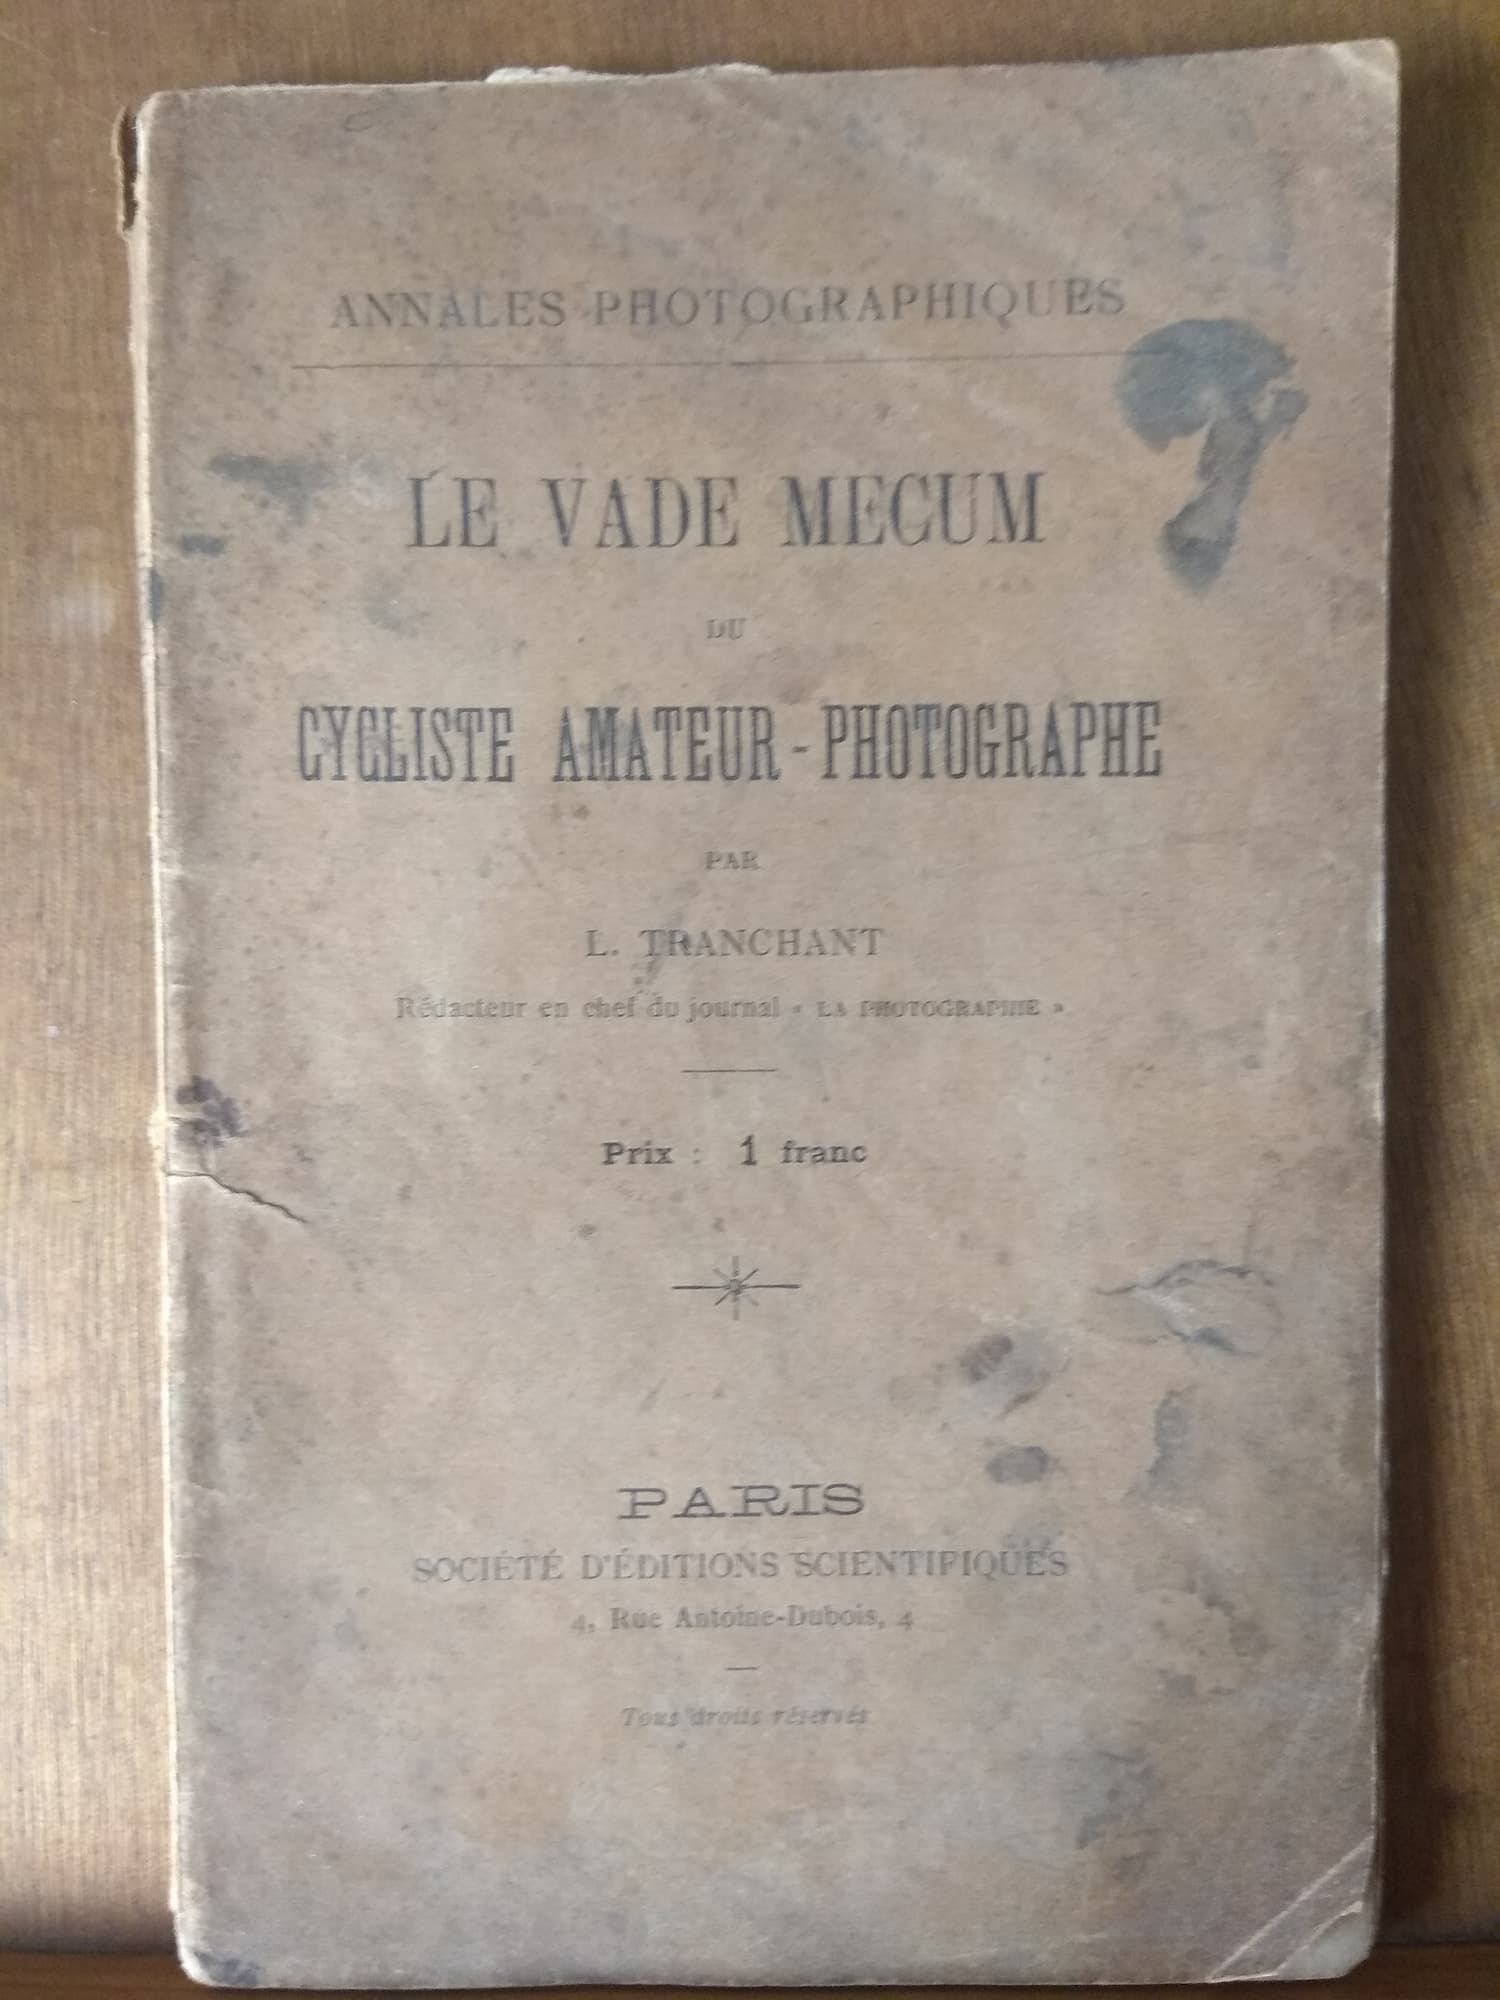 ANNALES PHOTOGRAPHIQUES
LE VADE MECUM
DU
CYCLISTE AMATEUR-PHOTOGRAPHE
PAR
L. TRANCHANT
Rédacteur en chef du journal « LA PHOTOGRAPHIE »
Prix : 1 franc
PARIS
SOCIÉTÉ D'ÉDITIONS SCIENTIFIQUES
4, Rue Antoine-Dubois, 4
Tous droits réservés